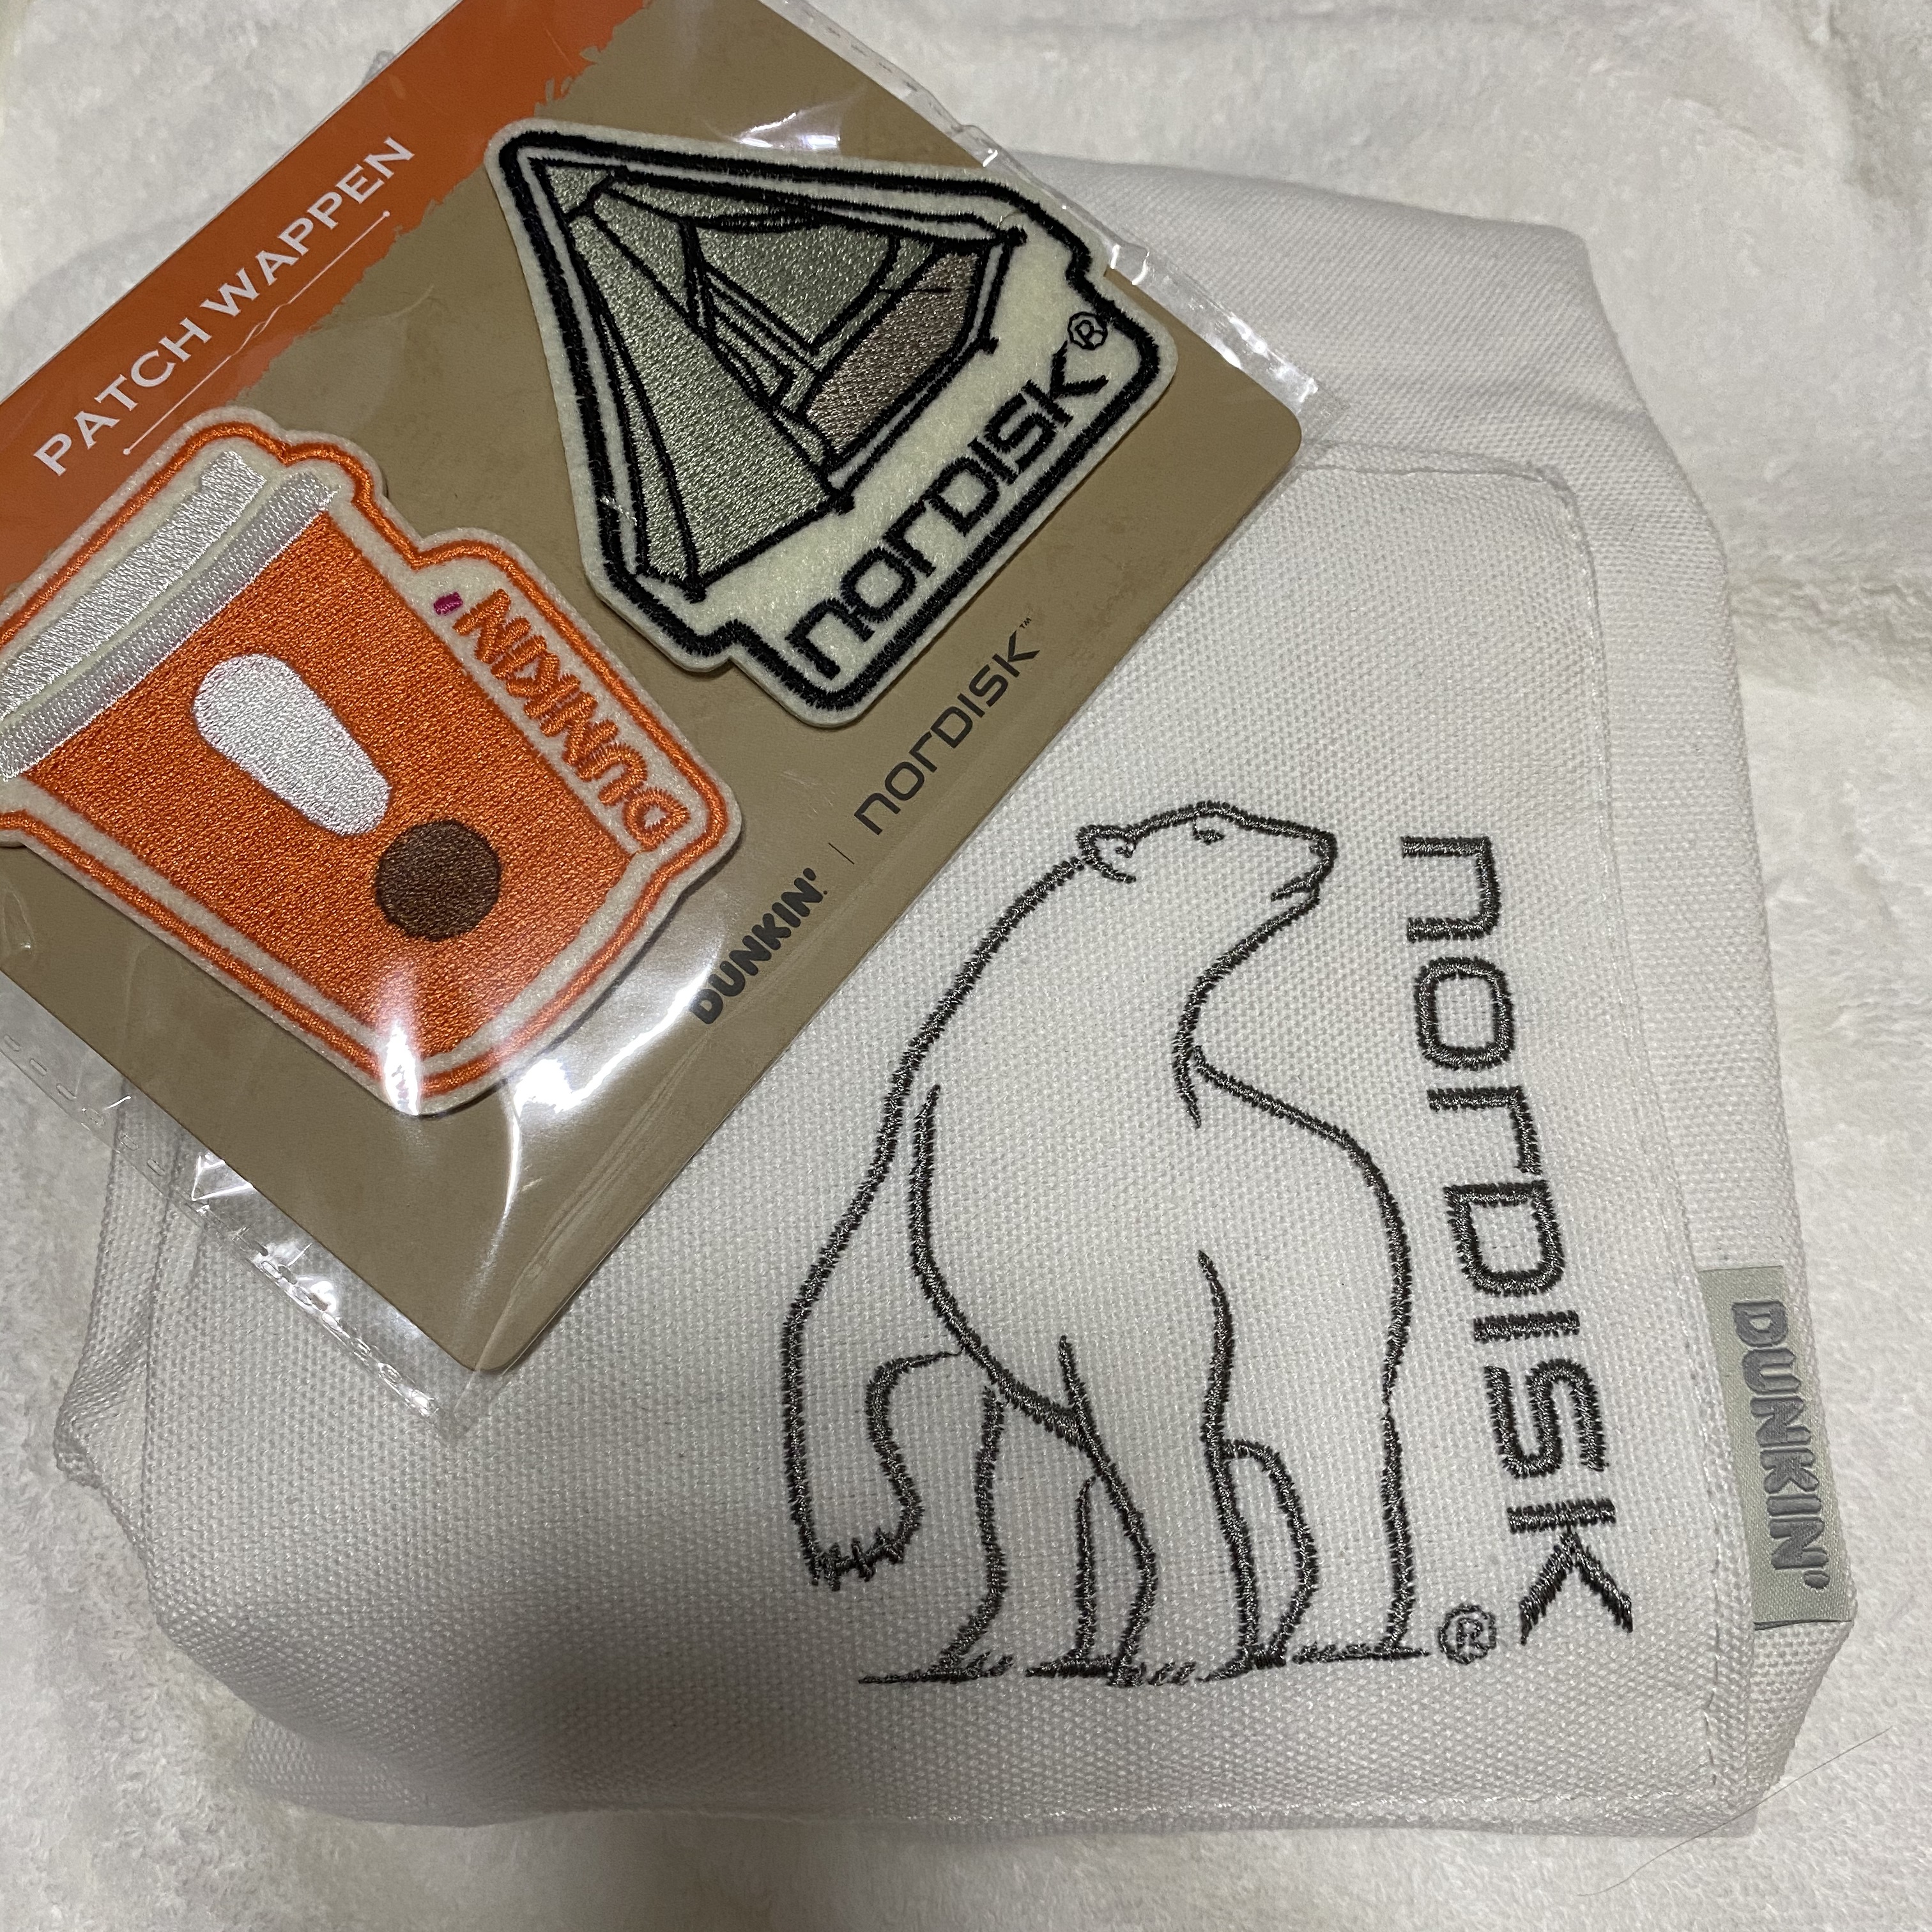 PATCH WAPPEN
nordisk®
DUNKIN'
DUNKIN' | nordisk™
nordisk®
DUNKIN'